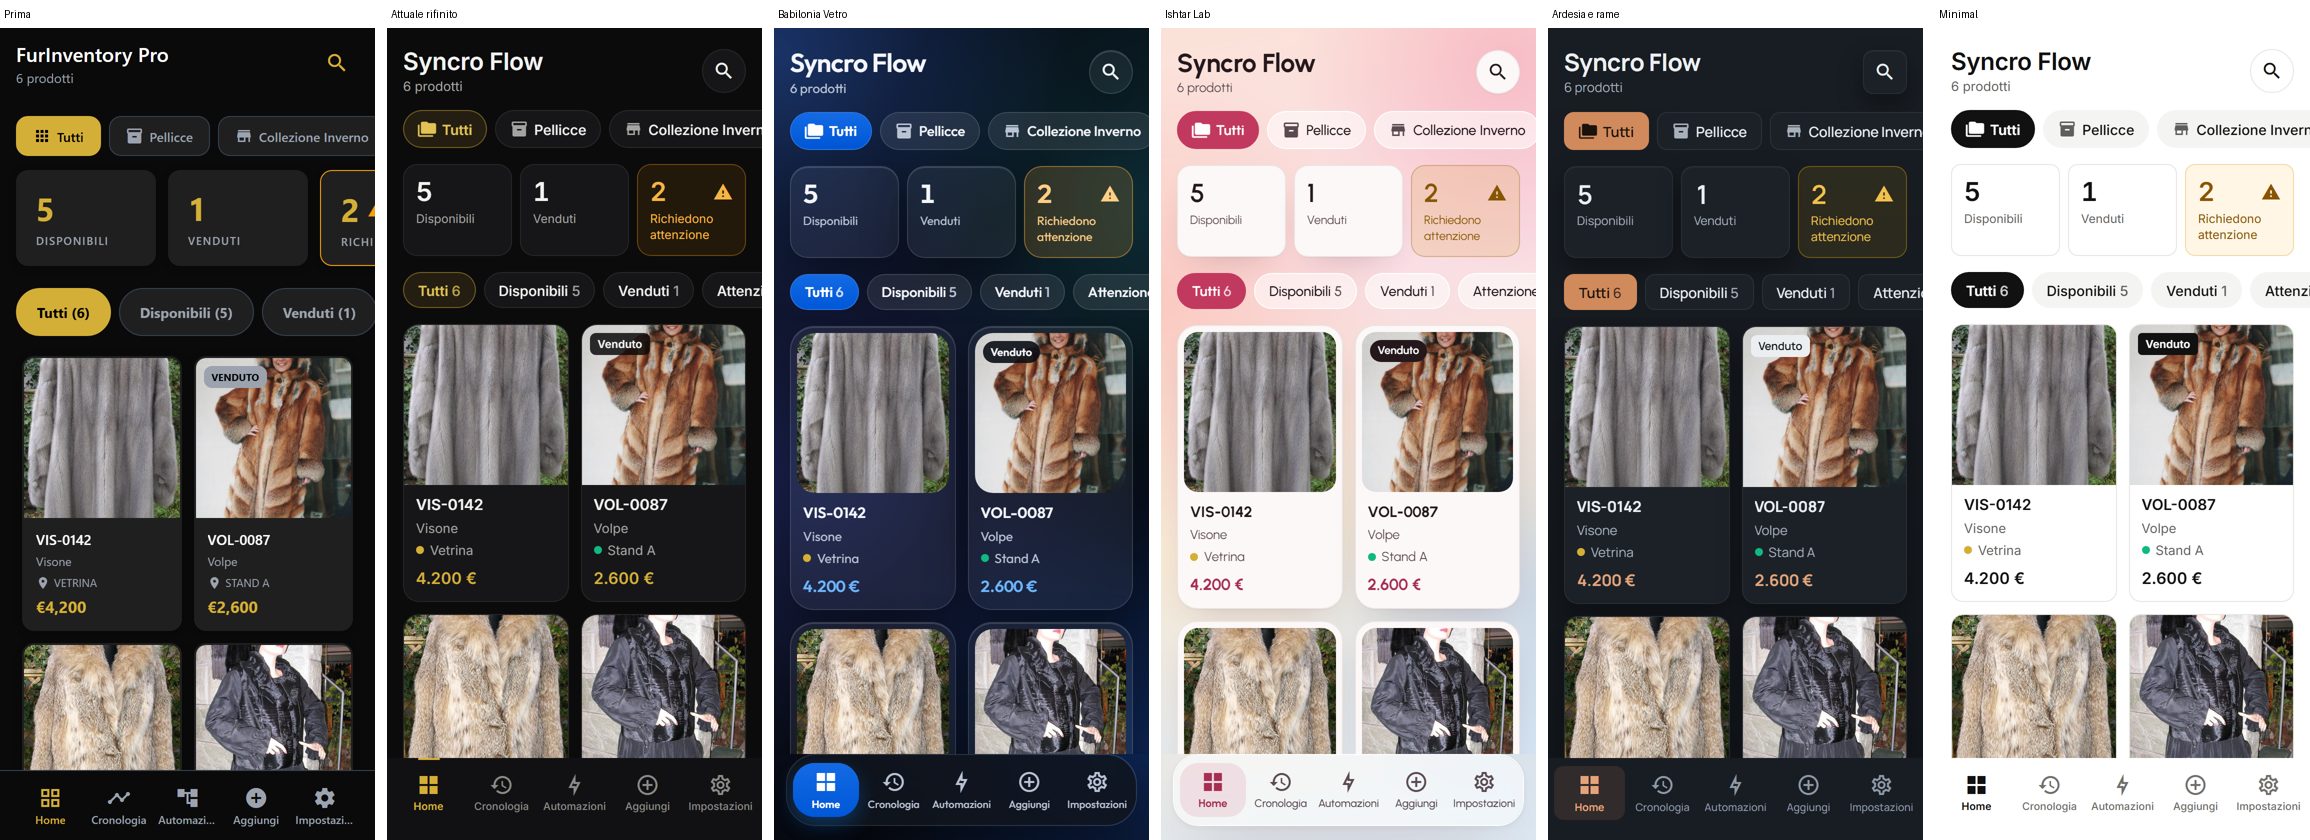 Prima
FurInventory Pro
6 prodotti
Tutti
Pellicce
Collezione Inverno
5
DISPONIBILI
1
VENDUTI
2
RICHI
Tutti (6)
Disponibili (5)
Venduti (1)
VENDUTO
VIS-0142
Visone
VETRINA
€4,200
VOL-0087
Volpe
STAND A
€2,600
Home
Cronologia
Automazi...
Aggiungi
Impostazi...
Attuale rifinito
Syncro Flow
6 prodotti
Tutti
Pellicce
Collezione Invern
5
Disponibili
1
Venduti
2
Richiedono
attenzione
Tutti 6
Disponibili 5
Venduti 1
Attenzi
Venduto
VIS-0142
Visone
Vetrina
4.200 €
VOL-0087
Volpe
Stand A
2.600 €
Home
Cronologia
Automazioni
Aggiungi
Impostazioni
Babilonia Vetro
Syncro Flow
6 prodotti
Tutti
Pellicce
Collezione Inverno
5
Disponibili
1
Venduti
2
Richiedono
attenzione
Tutti 6
Disponibili 5
Venduti 1
Attenzione
Venduto
VIS-0142
Visone
Vetrina
4.200 €
VOL-0087
Volpe
Stand A
2.600 €
Home
Cronologia
Automazioni
Aggiungi
Impostazioni
Ishtar Lab
Syncro Flow
6 prodotti
Tutti
Pellicce
Collezione Inverno
5
Disponibili
1
Venduti
2
Richiedono
attenzione
Tutti 6
Disponibili 5
Venduti 1
Attenzione
Venduto
VIS-0142
Visone
Vetrina
4.200 €
VOL-0087
Volpe
Stand A
2.600 €
Home
Cronologia
Automazioni
Aggiungi
Impostazioni
Ardesia e rame
Syncro Flow
6 prodotti
Tutti
Pellicce
Collezione Invern
5
Disponibili
1
Venduti
2
Richiedono
attenzione
Tutti 6
Disponibili 5
Venduti 1
Attenzi
Venduto
VIS-0142
Visone
Vetrina
4.200 €
VOL-0087
Volpe
Stand A
2.600 €
Home
Cronologia
Automazioni
Aggiungi
Impostazioni
Minimal
Syncro Flow
6 prodotti
Tutti
Pellicce
Collezione Invern
5
Disponibili
1
Venduti
2
Richiedono
attenzione
Tutti 6
Disponibili 5
Venduti 1
Attenzi
Venduto
VIS-0142
Visone
Vetrina
4.200 €
VOL-0087
Volpe
Stand A
2.600 €
Home
Cronologia
Automazioni
Aggiungi
Impostazioni